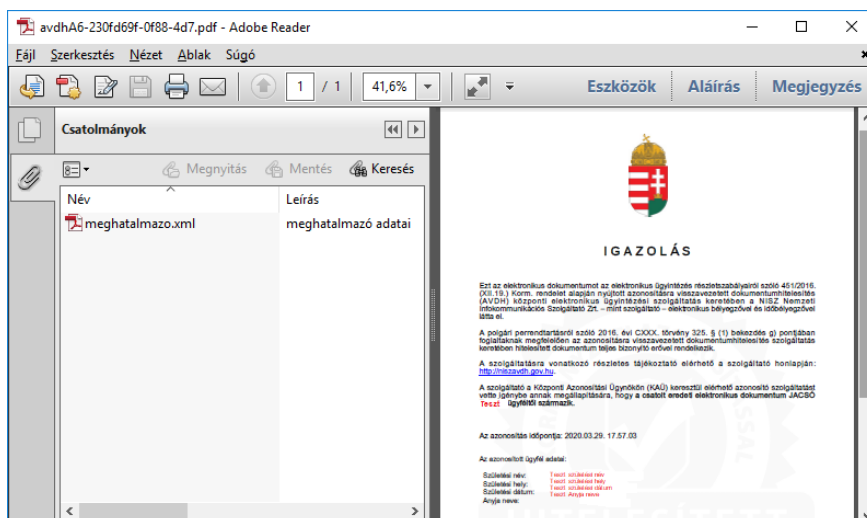 avdhA6-230fd69f-0f88-4d7.pdf - Adobe Reader
Fájl Szerkesztés Nézet Ablak Súgó
1 / 1 41,6% Eszközök Aláírás Megjegyzés
Csatolmányok
Megnyitás Mentés Keresés
Név Leírás
meghatalmazo.xml meghatalmazó adatai
IGAZOLÁS
Ezt az elektronikus dokumentumot az elektronikus ügyintézés részletszabályairól szóló 451/2016.
(XII.19.) Korm. rendelet alapján nyújtott azonosításra visszavezetett dokumentumhitelesítés
(AVDH) központi elektronikus ügyintézési szolgáltatás keretében a NISZ Nemzeti
Infokommunikációs Szolgáltató Zrt. – mint szolgáltató – elektronikus bélyegzővel és időbélyegzővel
látta el.
A polgári perrendtartásról szóló 2016. évi CXXX. törvény 325. § (1) bekezdés g) pontjában
foglaltaknak megfelelően az azonosításra visszavezetett dokumentumhitelesítés szolgáltatás
keretében hitelesített dokumentum teljes bizonyító erővel rendelkezik.
A szolgáltatásra vonatkozó részletes tájékoztató elérhető a szolgáltató honlapján:
http://niszavdh.gov.hu.
A szolgáltató a Központi Azonosítási Ügynökön (KAÜ) keresztül elérhető azonosító szolgáltatást
vette igénybe annak megállapítására, hogy a csatolt eredeti elektronikus dokumentum JACSÓ
Teszt ügyféltől származik.
Az azonosítás időpontja: 2020.03.29. 17.57.03
Az azonosított ügyfél adatai:
Születési név: Teszt születési név
Születési hely: Teszt születési hely
Születési dátum: Teszt születési dátum
Anyja neve: Teszt Anyja neve